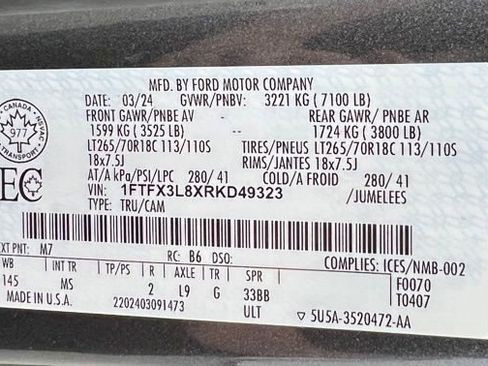 MFD. BY FORD MOTOR COMPANY
DATE: 03/24 GVWR/PNBV: 3221 KG ( 7100 LB)
FRONT GAWR/PNBE AV REAR GAWR/ PNBE AR
1599 KG ( 3525 LB) 1724 KG ( 3800 LB)
LT265/70R18C 113/110S TIRES/PNEUS LT265/70R18C 113/110S
18x7.5J RIMS/JANTES 18x7.5J
AT/A kPa/PSI/LPC 280/ 41 COLD/A FROID 280/ 41
VIN: 1FTFX3L8XRKD49323 /JUMELEES
TYPE: TRU/CAM
CANADA
977
TRANSPORT
NSVAC
EC
EXT PNT: M7 RC: B6 DSO: COMPLIES: ICES/NMB-002
WB INT TR TP/PS R AXLE TR SPR F0070
145 MS 2 L9 G 33BB T0407
MADE IN U.S.A. 2202403091473 ULT ▽ 5U5A-3520472-AA